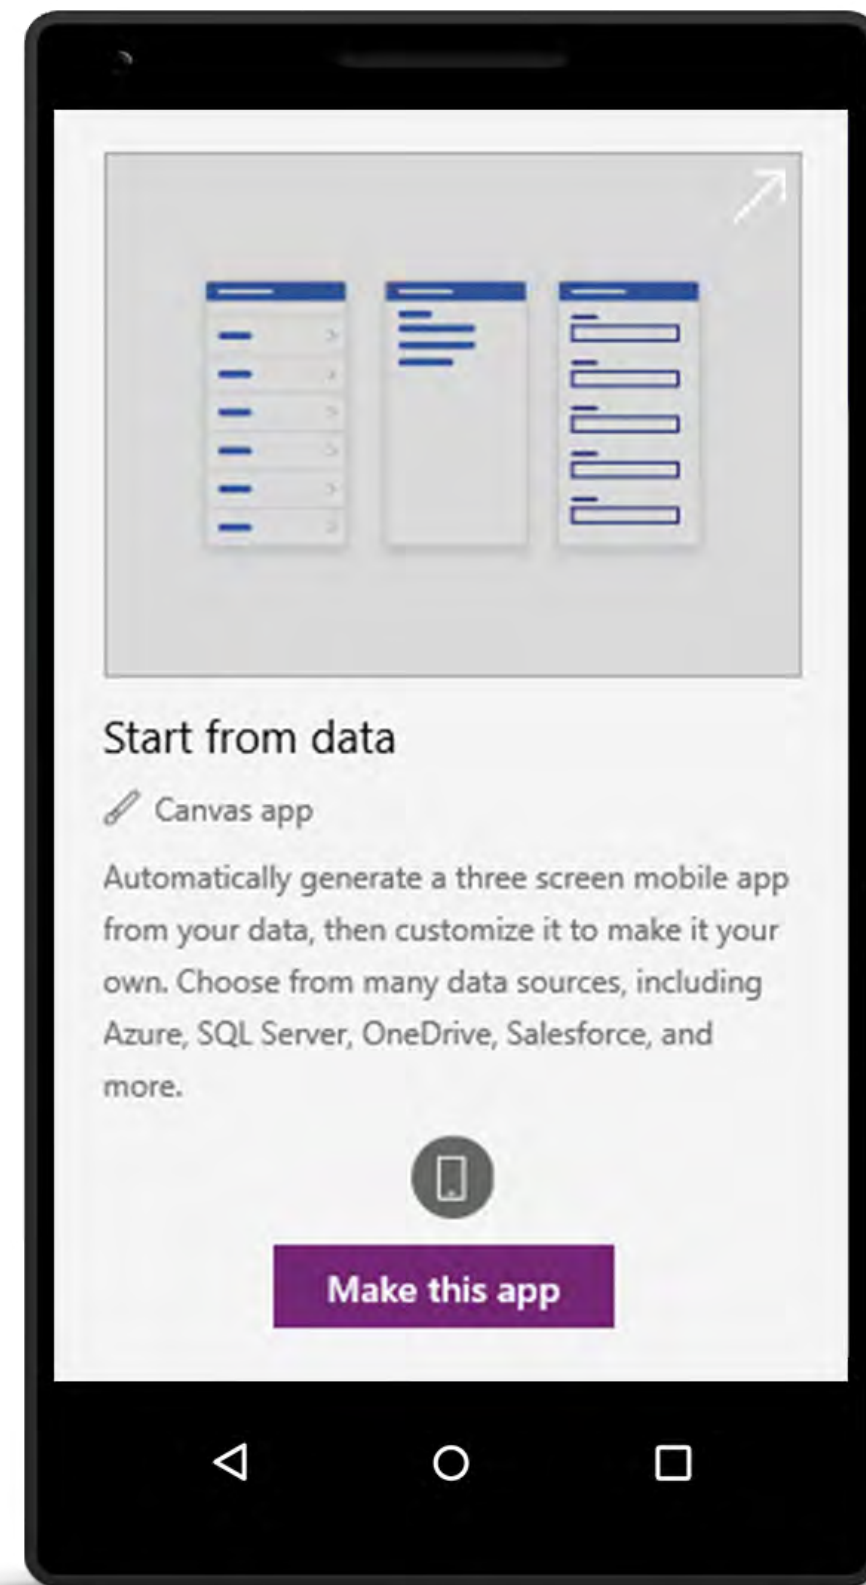 Start from data
Canvas app
Automatically generate a three screen mobile app
from your data, then customize it to make it your
own. Choose from many data sources, including
Azure, SQL Server, OneDrive, Salesforce, and
more.
Make this app